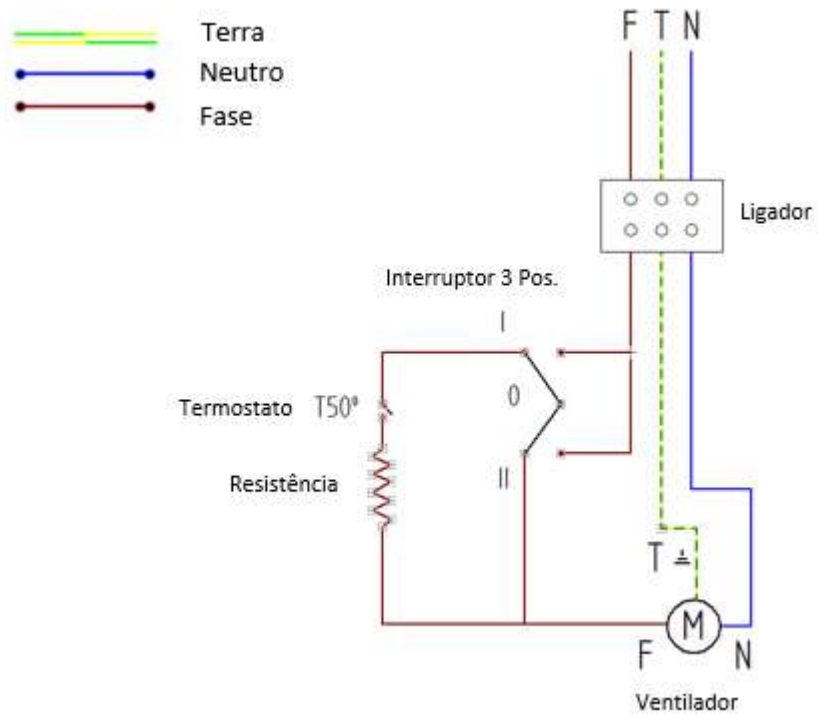 Terra
Neutro
Fase
F T N
Ligador
Interruptor 3 Pos.
I
0
Termostato T50º
II
Resistência
T
F M N
Ventilador